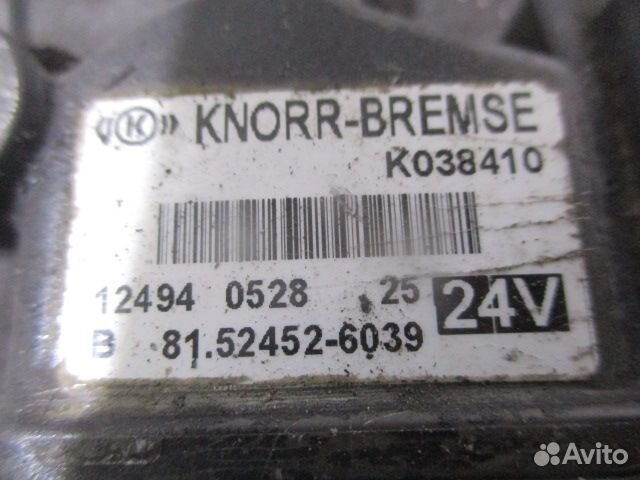 «(K)» KNORR-BREMSE
K038410
T
12494 0528 25 24V
B 81.52452-6039
Avito